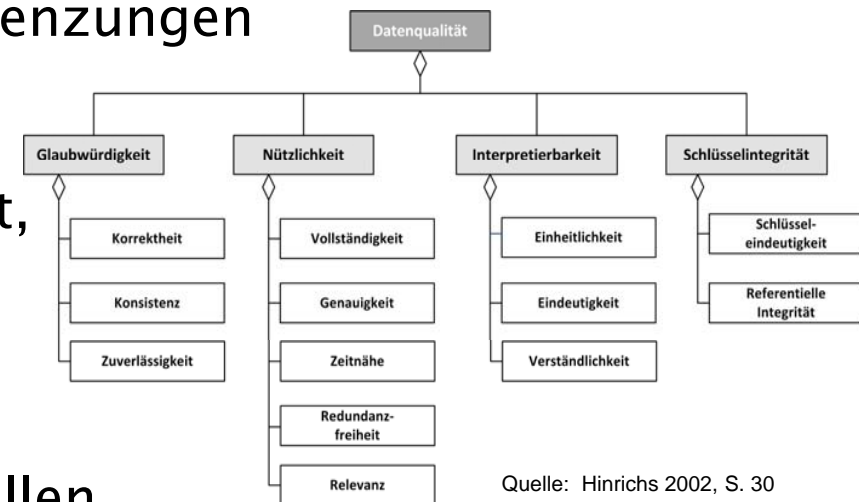 enzungen
Datenqualität
Glaubwürdigkeit
Nützlichkeit
Interpretierbarkeit
Schlüsselintegrität
t,
Korrektheit
Konsistenz
Zuverlässigkeit
Vollständigkeit
Genauigkeit
Zeitnähe
Redundanz-
freiheit
Relevanz
Einheitlichkeit
Eindeutigkeit
Verständlichkeit
Schlüssel-
eindeutigkeit
Referentielle
Integrität
llen
Quelle: Hinrichs 2002, S. 30